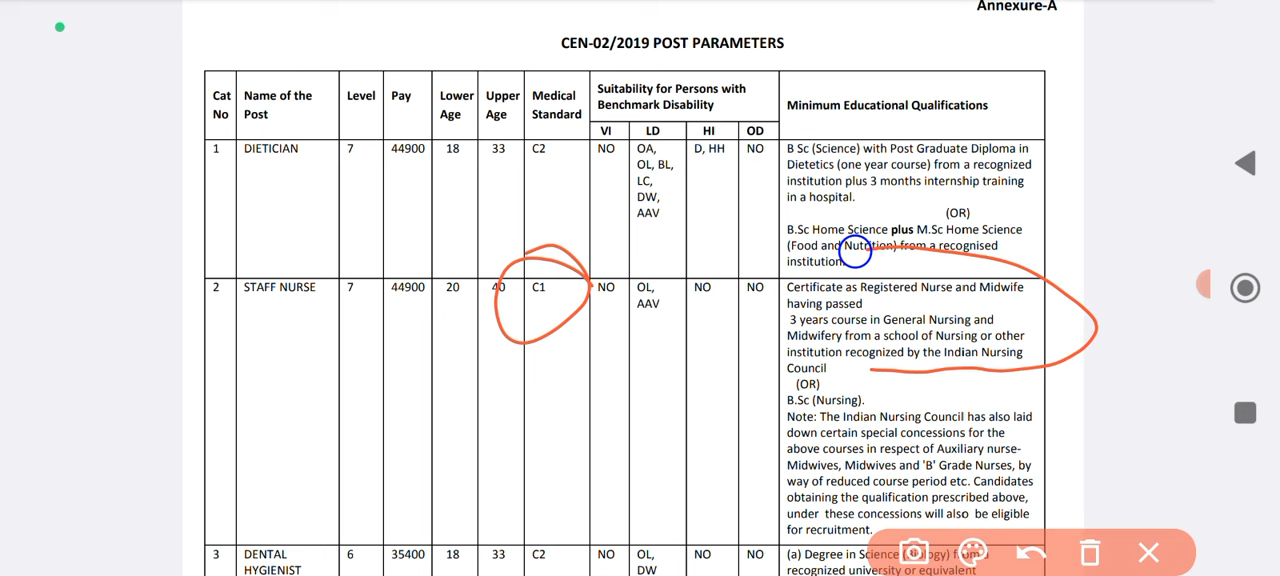 Annexure-A
CEN-02/2019 POST PARAMETERS
Cat No
Name of the Post
Level
Pay
Lower Age
Upper Age
Medical Standard
Suitability for Persons with Benchmark Disability
VI
LD
HI
OD
Minimum Educational Qualifications
1
DIETICIAN
7
44900
18
33
C2
NO
OA,
OL, BL,
LC,
DW,
AAV
D, HH
NO
B Sc (Science) with Post Graduate Diploma in
Dietetics (one year course) from a recognized
institution plus 3 months internship training
in a hospital.
(OR)
B.Sc Home Science plus M.Sc Home Science
(Food and Nutrition) from a recognised
institution.
2
STAFF NURSE
7
44900
20
40
C1
NO
OL,
AAV
NO
NO
Certificate as Registered Nurse and Midwife
having passed
3 years course in General Nursing and
Midwifery from a school of Nursing or other
institution recognized by the Indian Nursing
Council
(OR)
B.Sc (Nursing).
Note: The Indian Nursing Council has also laid
down certain special concessions for the
above courses in respect of Auxiliary nurse-
Midwives, Midwives and 'B' Grade Nurses, by
way of reduced course period etc. Candidates
obtaining the qualification prescribed above,
under these concessions will also be eligible
for recruitment.
3
DENTAL
HYGIENIST
6
35400
18
33
C2
NO
OL,
DW
NO
NO
(a) Degree in Science (Biology) from a
recognized university or equivalent